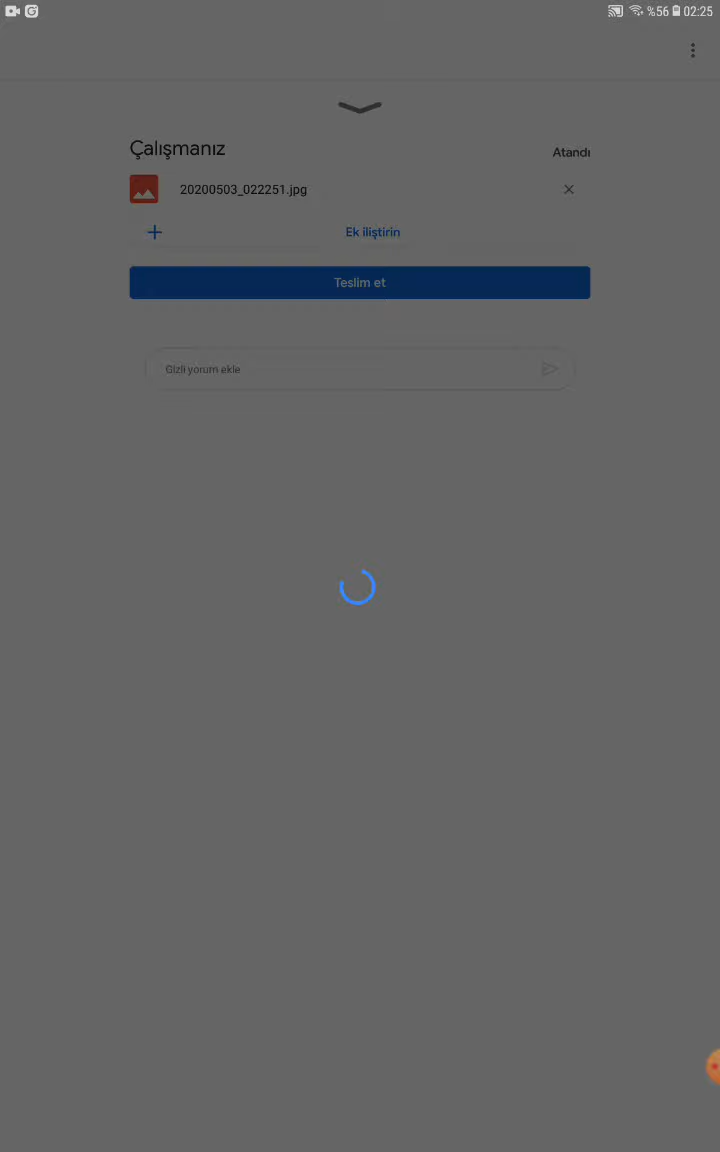 %56 02:25
Çalışmanız
Atandı
20200503_022251.jpg
Ek iliştirin
Teslim et
Gizli yorum ekle